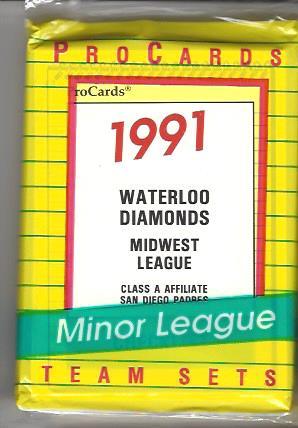 PROCARDS
roCards®
1991
WATERLOO
DIAMONDS
MIDWEST
LEAGUE
CLASS A AFFILIATE
SAN DIEGO PADRES
Minor League
TEAM SETS